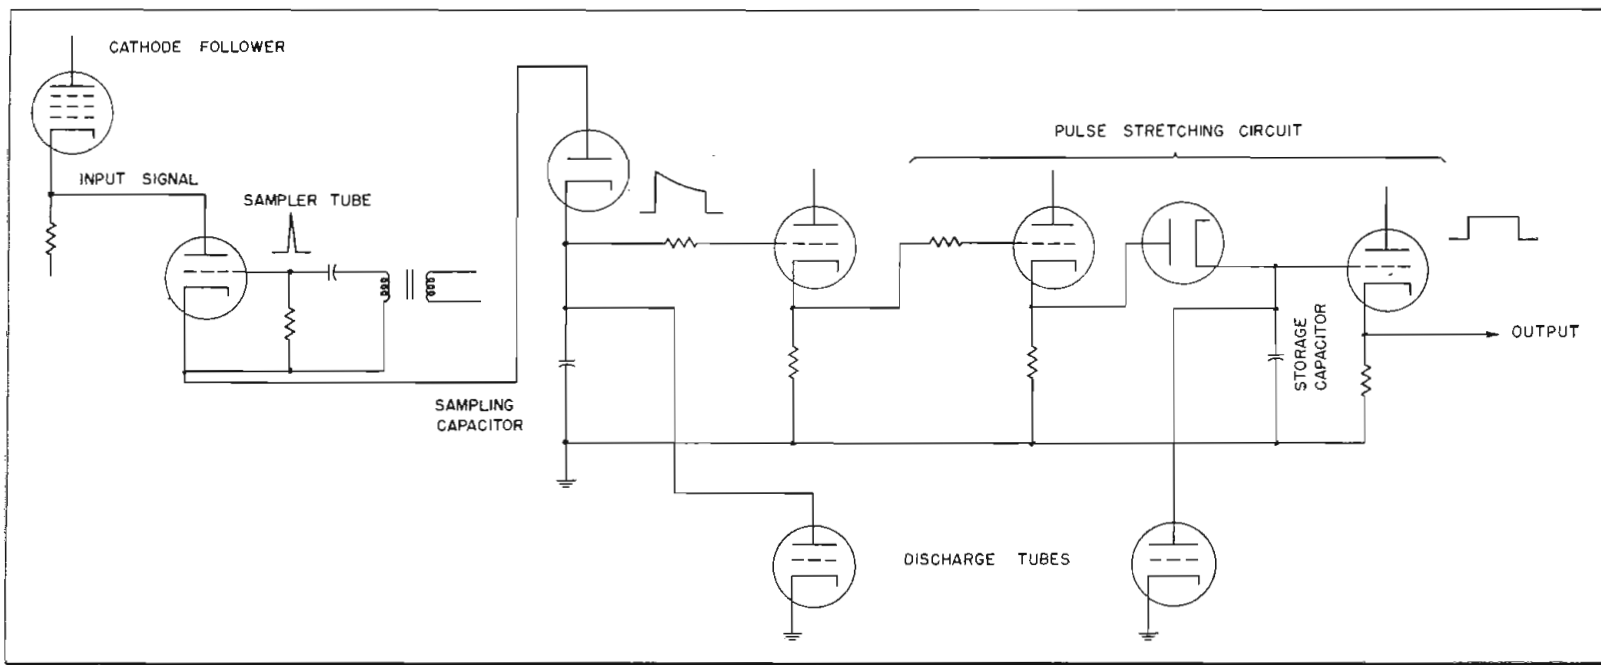 CATHODE FOLLOWER
INPUT SIGNAL
SAMPLER TUBE
SAMPLING
CAPACITOR
PULSE STRETCHING CIRCUIT
STORAGE
CAPACITOR
OUTPUT
DISCHARGE TUBES